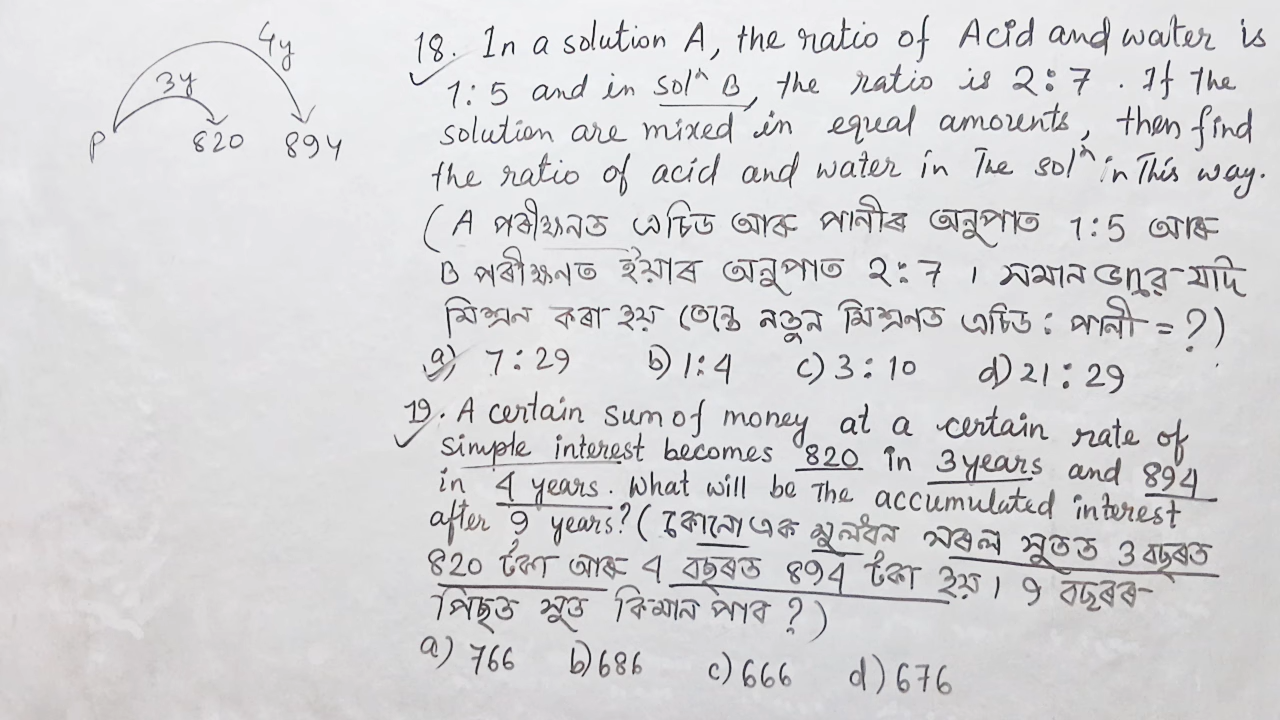 4y
3y
P 820 894
18. In a solution A, the ratio of Acid and water is
1:5 and in solⁿ B, the ratio is 2:7. If the
solution are mixed in equal amounts, then find
the ratio of acid and water in The solⁿ in This way.
(A পৰীক্ষনত এচিড আৰু পানীৰ অনুপাত 1:5 আৰু
B পৰীক্ষনত ইয়াৰ অনুপাত 2:7। সমান যদি
মিশ্ৰন কৰা হয় তেন্তে নতুন মিশ্ৰনত এচিড : পানী = ?)
a) 7:29 b) 1:4 c) 3:10 d) 21:29
19. A certain sum of money at a certain rate of
simple interest becomes 820 in 3 years and 894
in 4 years. What will be The accumulated interest
after 9 years? (কোনো এক মূলধন সৰল সুতত 3 বছৰত
820 টকা আৰু 4 বছৰত 894 টকা হয়। 9 বছৰৰ
পিছত সুত কিমান পাব ?)
a) 766 b) 686 c) 666 d) 676